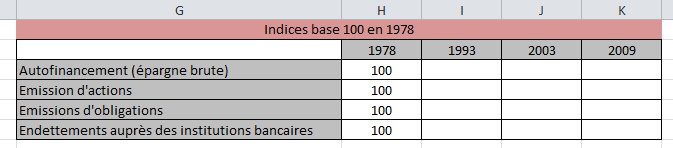 G H I J K
Indices base 100 en 1978
1978 1993 2003 2009
Autofinancement (épargne brute) 100
Emission d'actions 100
Emissions d'obligations 100
Endettements auprès des institutions bancaires 100